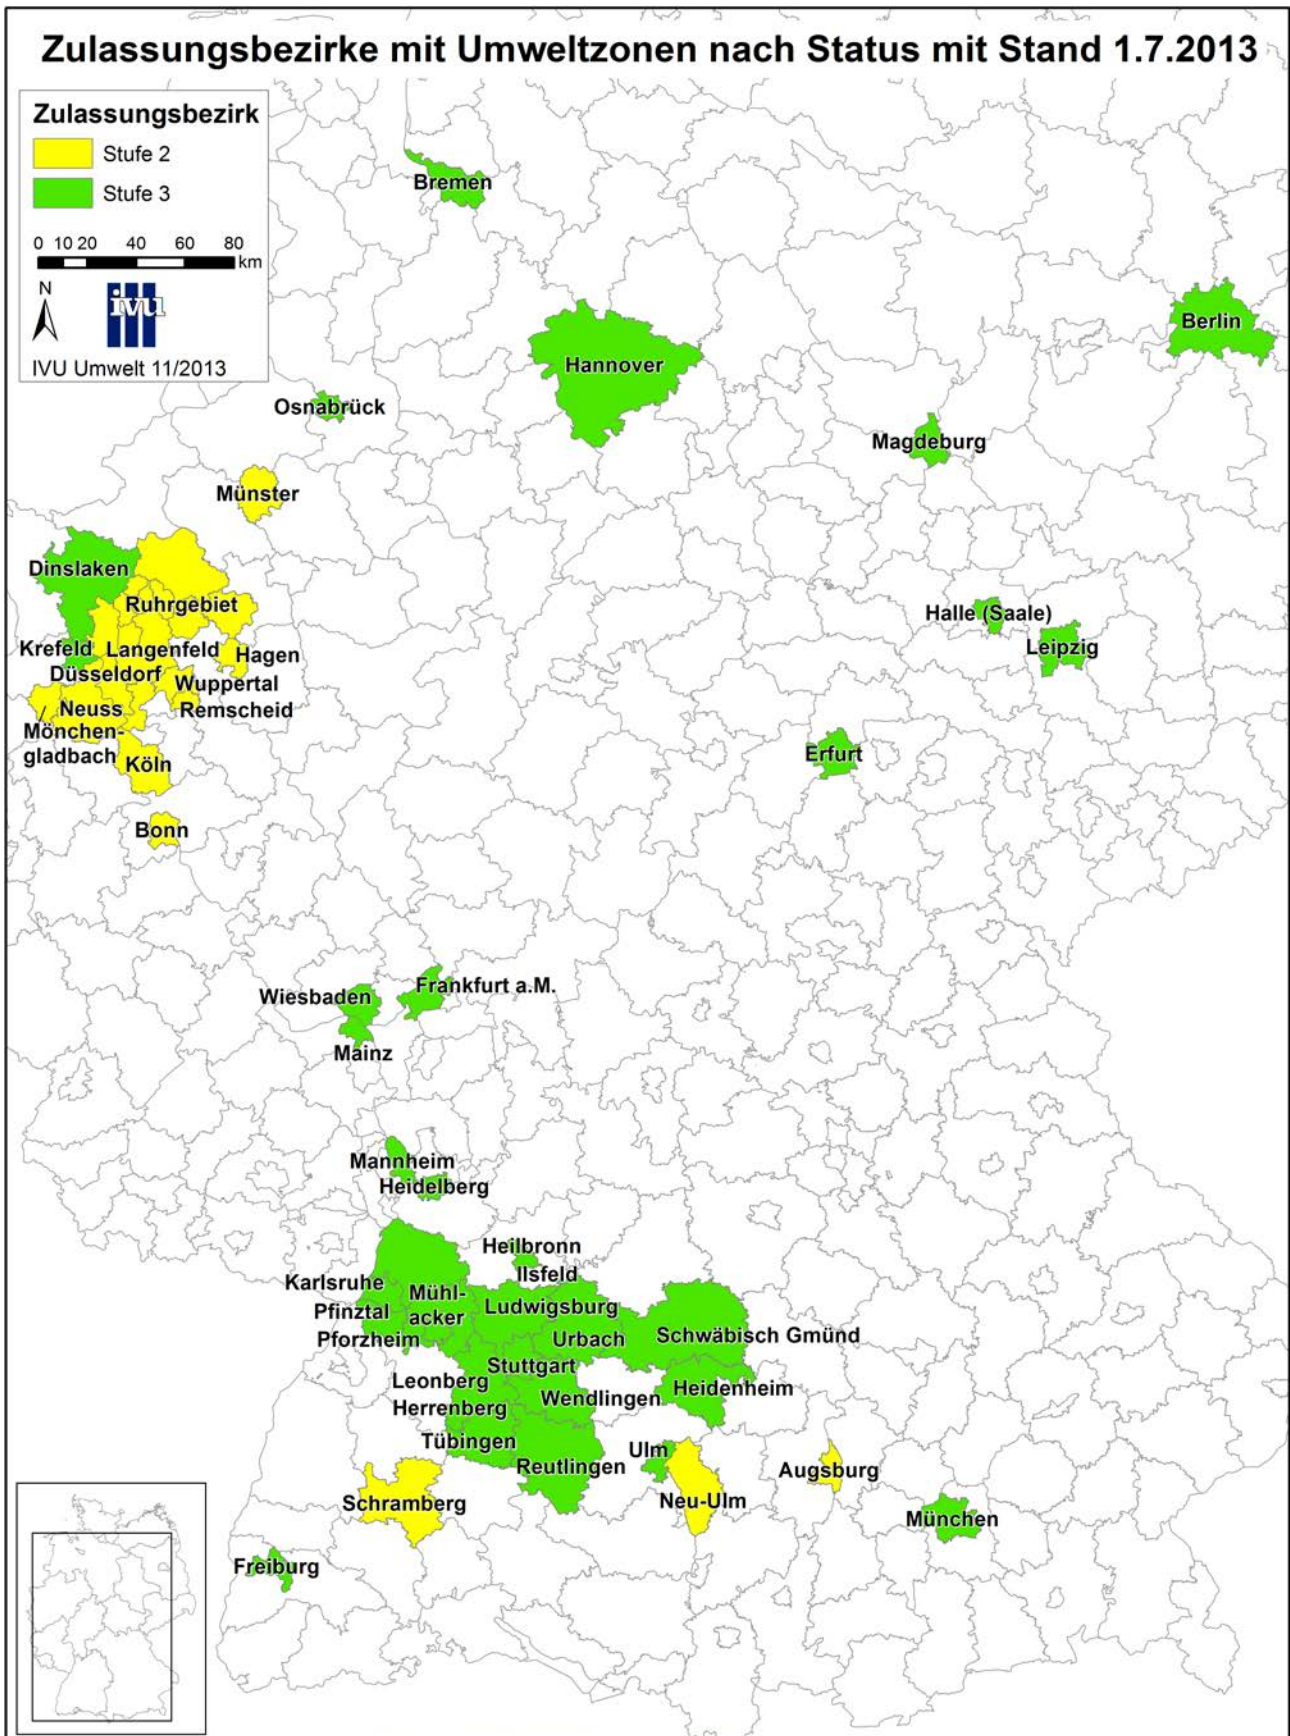 Zulassungsbezirke mit Umweltzonen nach Status mit Stand 1.7.2013
Zulassungsbezirk
Stufe 2
Stufe 3
0 10 20 40 60 80
km
N
ivu
IVU Umwelt 11/2013
Bremen
Berlin
Hannover
Osnabrück
Magdeburg
Münster
Dinslaken
Ruhrgebiet
Halle (Saale)
Leipzig
Krefeld
Langenfeld
Hagen
Düsseldorf
Wuppertal
Neuss
Remscheid
Mönchen-
gladbach
Köln
Erfurt
Bonn
Wiesbaden
Frankfurt a.M.
Mainz
Mannheim
Heidelberg
Heilbronn
Ilsfeld
Karlsruhe
Mühl-
acker
Pfinztal
Ludwigsburg
Pforzheim
Urbach
Schwäbisch Gmünd
Stuttgart
Leonberg
Wendlingen
Heidenheim
Herrenberg
Tübingen
Ulm
Reutlingen
Augsburg
Schramberg
Neu-Ulm
München
Freiburg